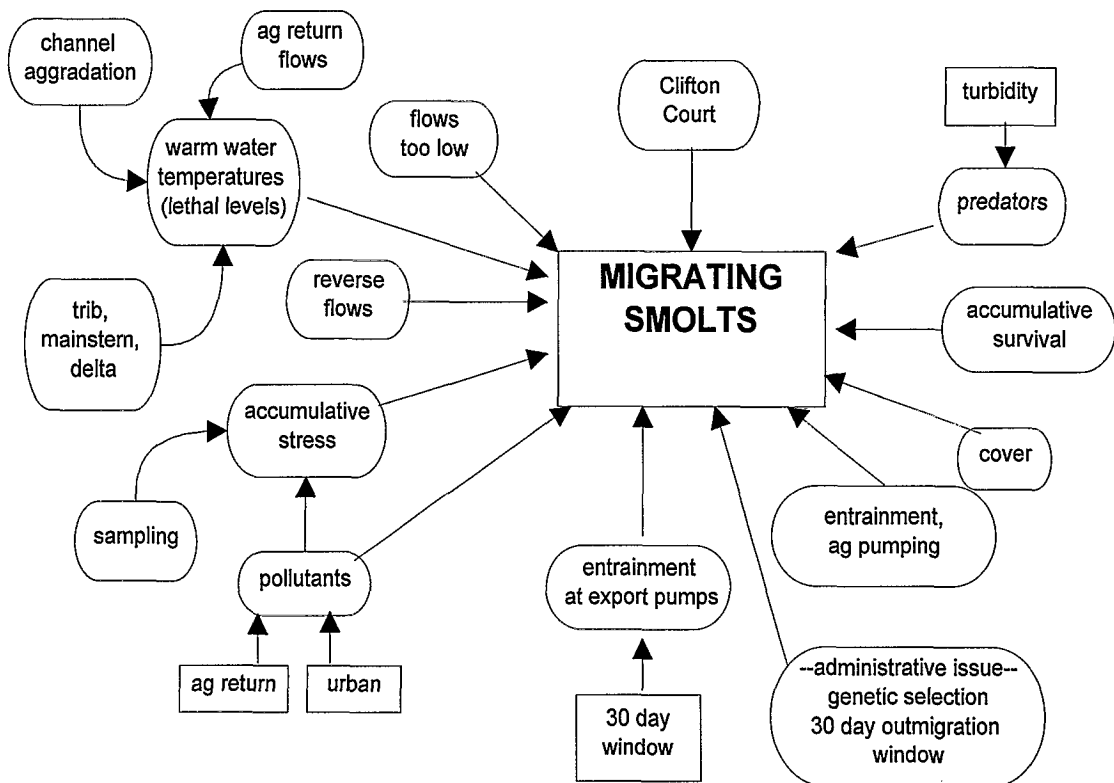 channel
aggradation
ag return
flows
Clifton
Court
turbidity
flows
too low
warm water
temperatures
(lethal levels)
predators
MIGRATING
SMOLTS
reverse
flows
trib,
mainstern,
delta
accumulative
survival
accumulative
stress
cover
sampling
entrainment,
ag pumping
pollutants
entrainment
at export pumps
ag return
urban
--administrative issue--
genetic selection
30 day outmigration
window
30 day
window